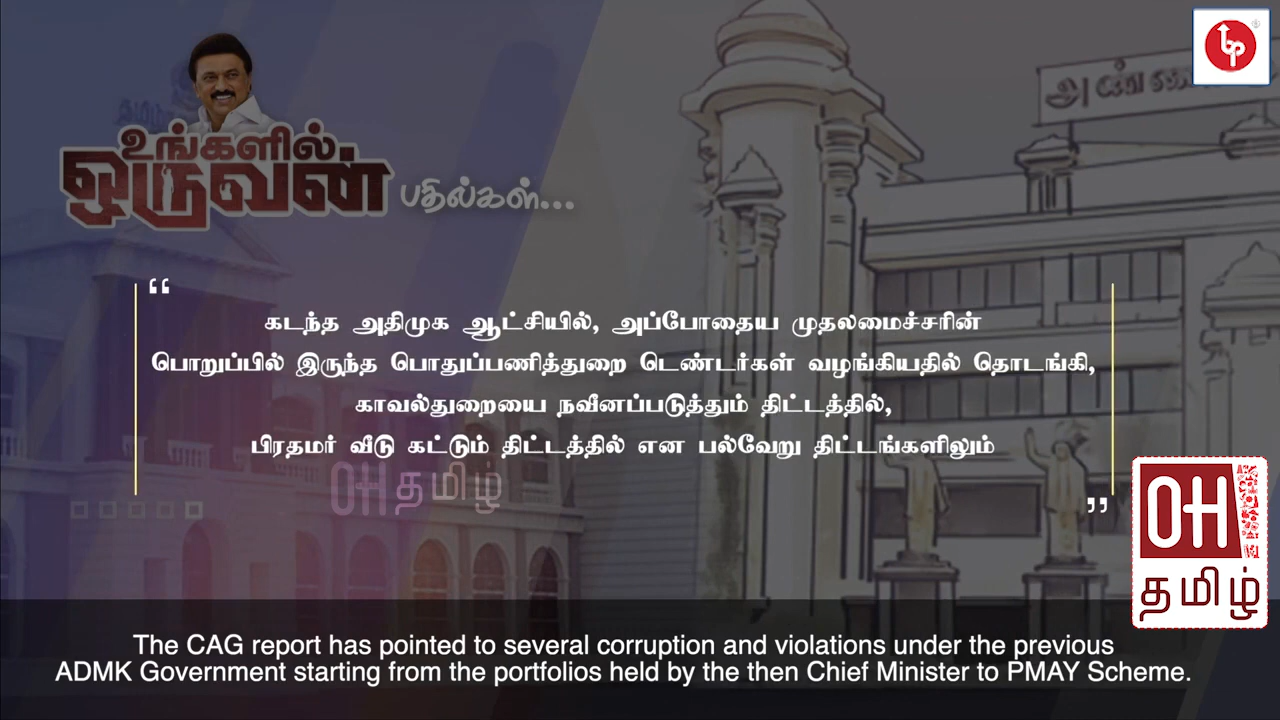 உங்களில்
ஒருவன் பதில்கள்...
அண்ணா
“
கடந்த அதிமுக ஆட்சியில், அப்போதைய முதலமைச்சரின்
பொறுப்பில் இருந்த பொதுப்பணித்துறை டெண்டர்கள் வழங்கியதில் தொடங்கி,
காவல்துறையை நவீனப்படுத்தும் திட்டத்தில்,
பிரதமர் வீடு கட்டும் திட்டத்தில் என பல்வேறு திட்டங்களிலும்
”
OH தமிழ்
OH
தமிழ்
The CAG report has pointed to several corruption and violations under the previous
ADMK Government starting from the portfolios held by the then Chief Minister to PMAY Scheme.